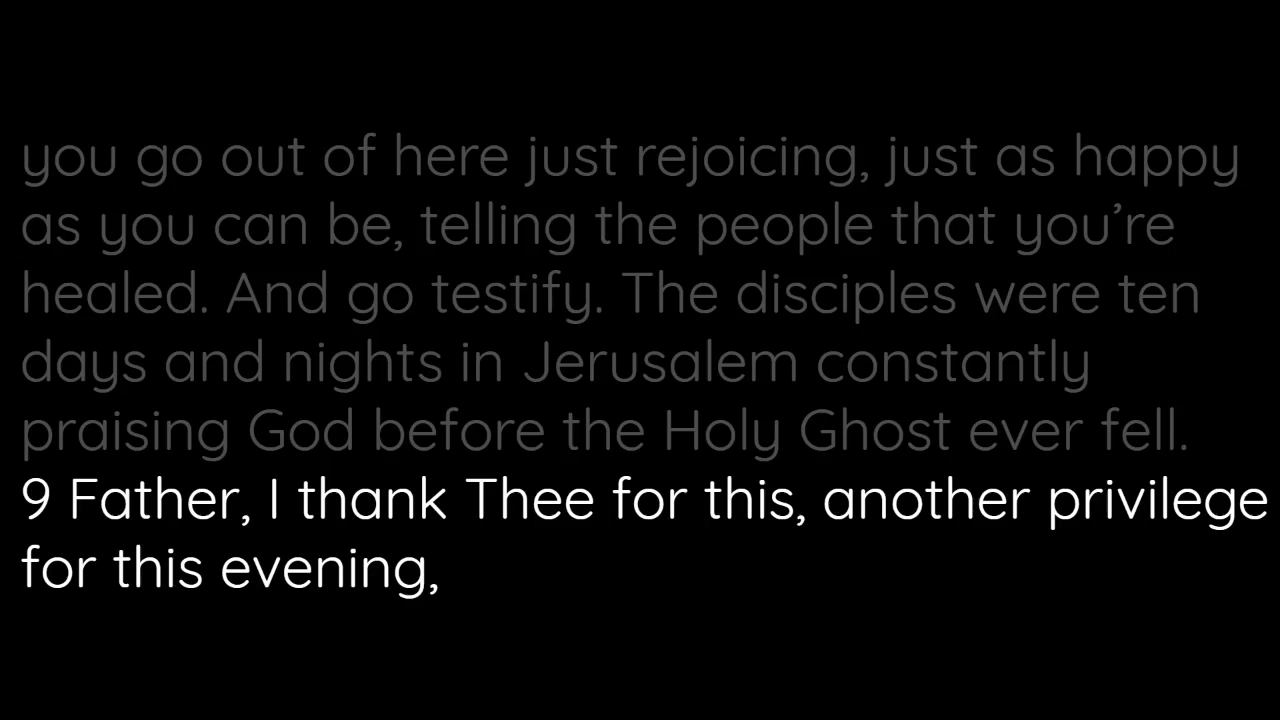 you go out of here just rejoicing, just as happy
as you can be, telling the people that you’re
healed. And go testify. The disciples were ten
days and nights in Jerusalem constantly
praising God before the Holy Ghost ever fell.
9 Father, I thank Thee for this, another privilege
for this evening,